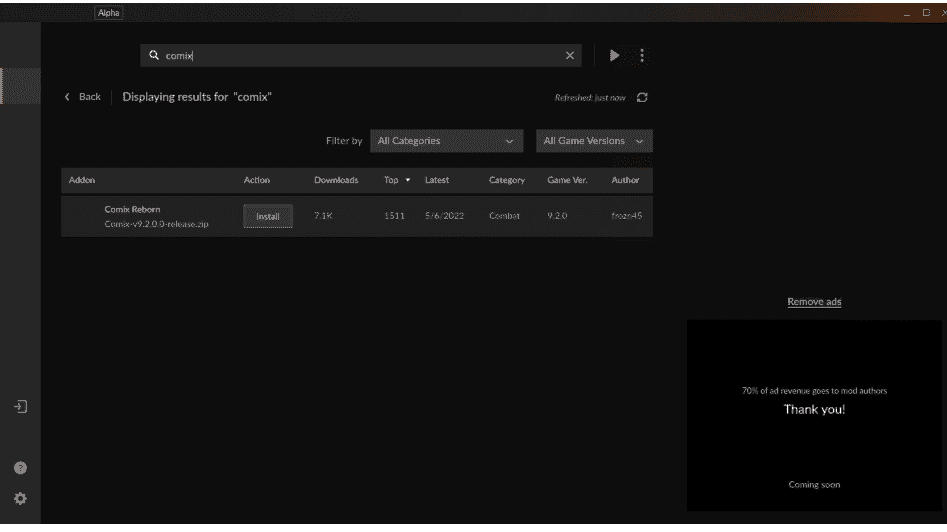 Alpha
comix
Back Displaying results for "comix"
Refreshed: just now
Filter by All Categories All Game Versions
Addon Action Downloads Top Latest Category Game Ver. Author
Comix Reborn
Comix-v9.2.0.0-release.zip
Install 7.1K 1511 5/6/2022 Combat 9.2.0
Remove ads
70% of ad revenue goes to mod authors
Thank you!
Coming soon